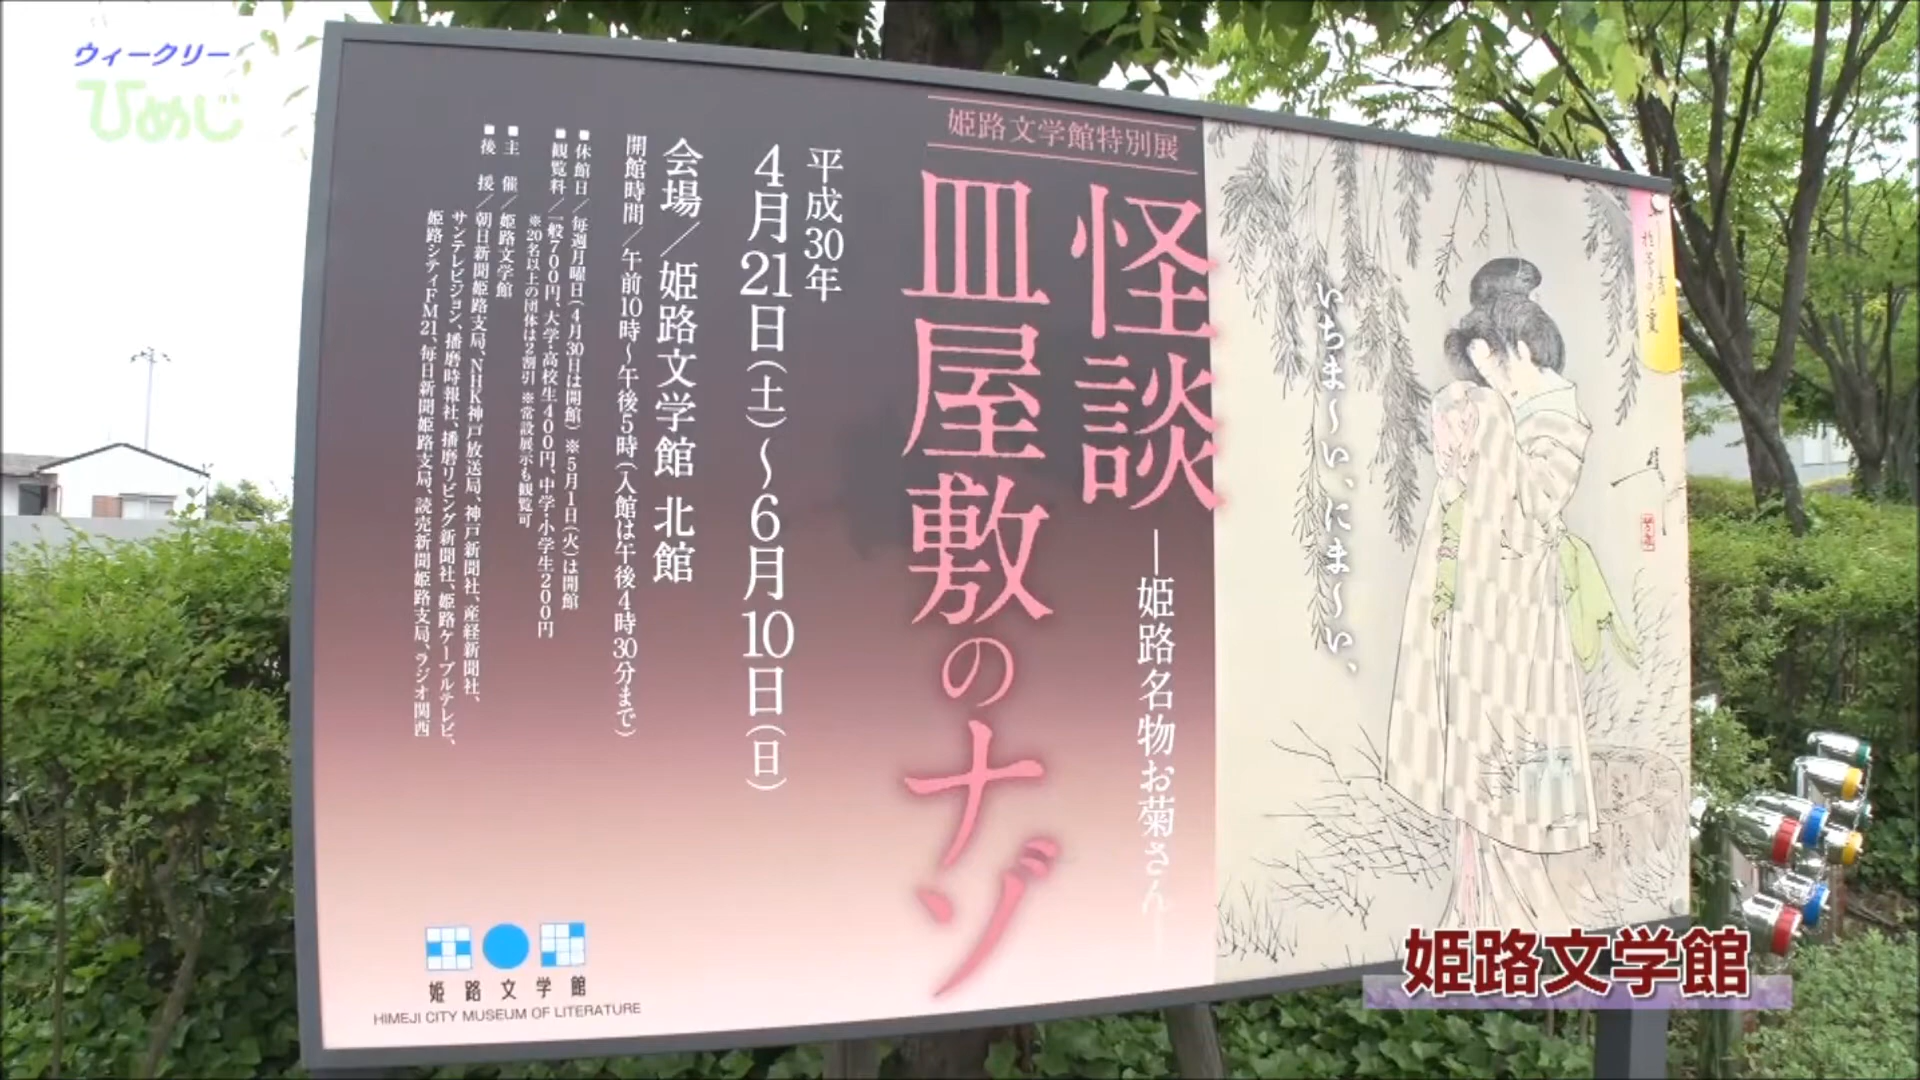 ウィークリー
ひめじ
姫路文学館特別展
怪談
皿屋敷のナゾ
―姫路名物お菊さん―
いちま～い、にま～い、
平成30年
4月21日(土)～6月10日(日)
会場／姫路文学館 北館
開館時間／午前10時～午後5時(入館は午後4時30分まで)
■休館日／毎週月曜日(4月30日は開館) ※5月1日(火)は開館
■観覧料／一般700円、大学・高校生400円、中学・小学生200円
※20名以上の団体は2割引 ※常設展示も観覧可
■主 催／姫路文学館
■後 援／朝日新聞姫路支局、NHK神戸放送局、神戸新聞社、産経新聞社、
サンテレビジョン、播磨時報社、播磨リビング新聞社、姫路ケーブルテレビ、
姫路シティFM21、毎日新聞姫路支局、読売新聞姫路支局、ラジオ関西
姫路文学館
HIMEJI CITY MUSEUM OF LITERATURE
姫路文学館